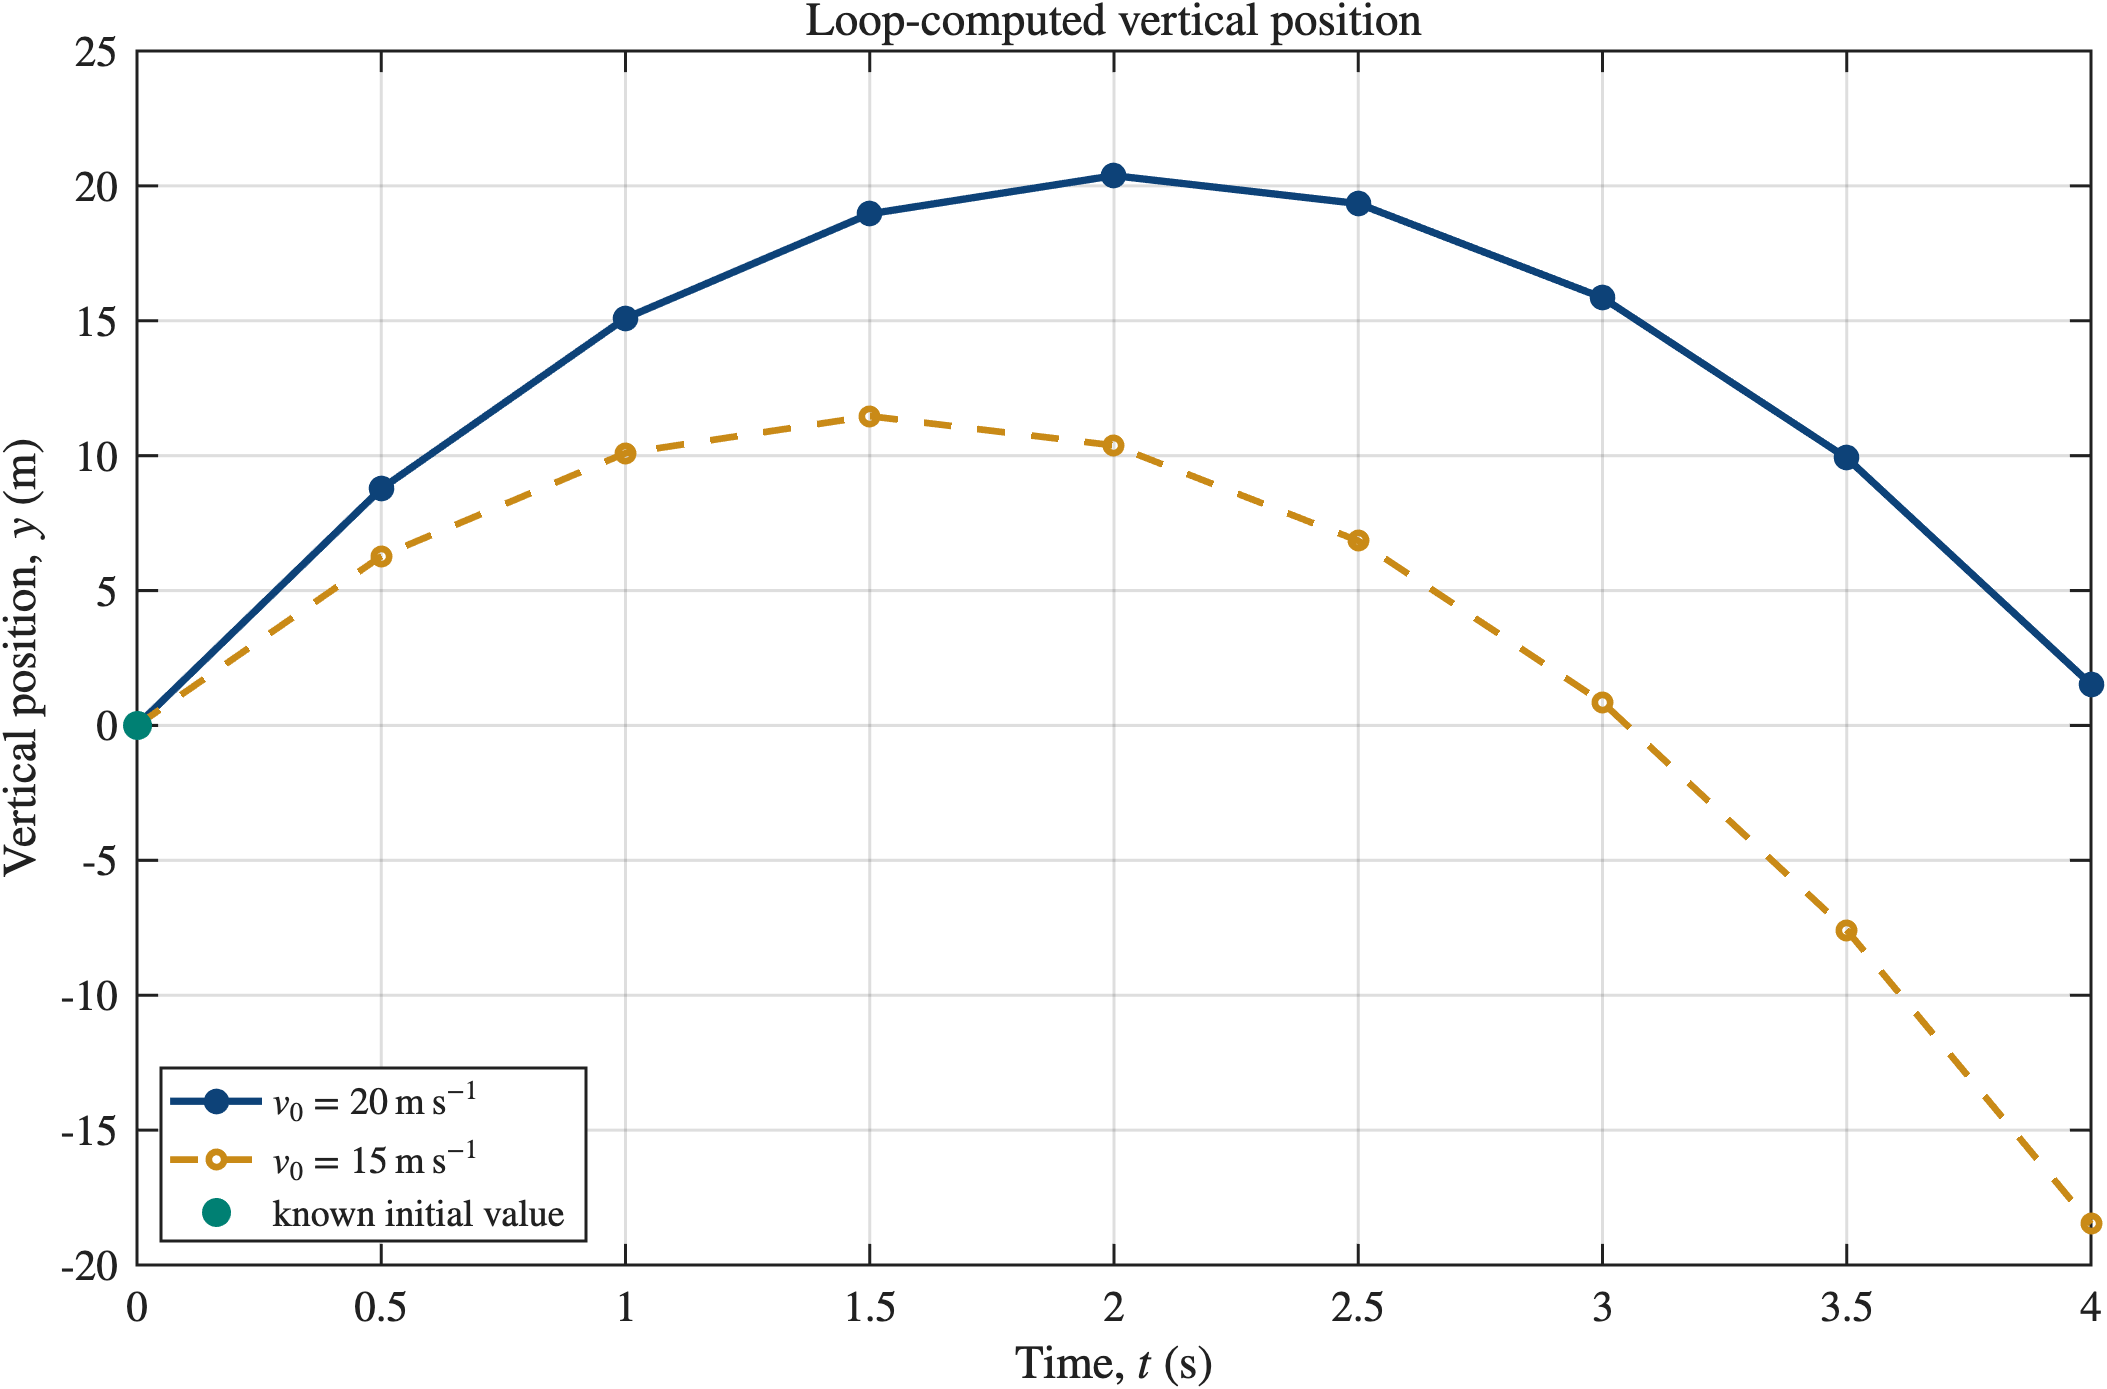 Loop-computed vertical position
25
20
15
10
5
0
-5
-10
-15
-20
Vertical position, y (m)
v₀ = 20 m s⁻¹
v₀ = 15 m s⁻¹
known initial value
0 0.5 1 1.5 2 2.5 3 3.5 4
Time, t (s)